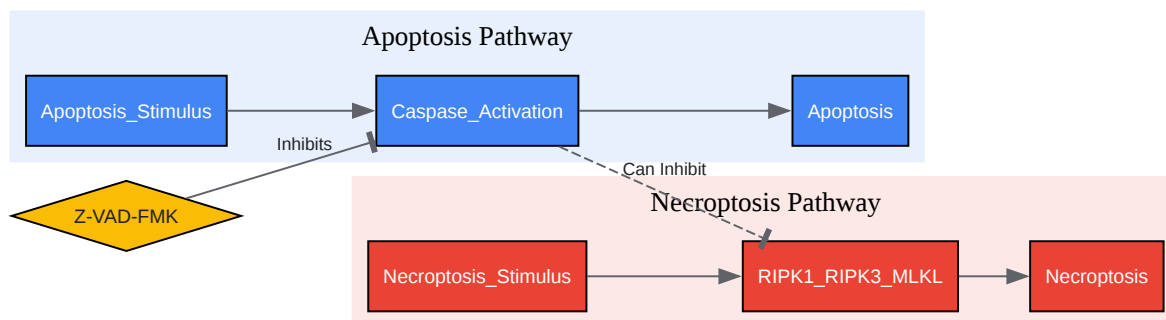 Apoptosis Pathway
Apoptosis_Stimulus
Caspase_Activation
Apoptosis
Inhibits
Can Inhibit
Z-VAD-FMK
Necroptosis Pathway
Necroptosis_Stimulus
RIPK1_RIPK3_MLKL
Necroptosis